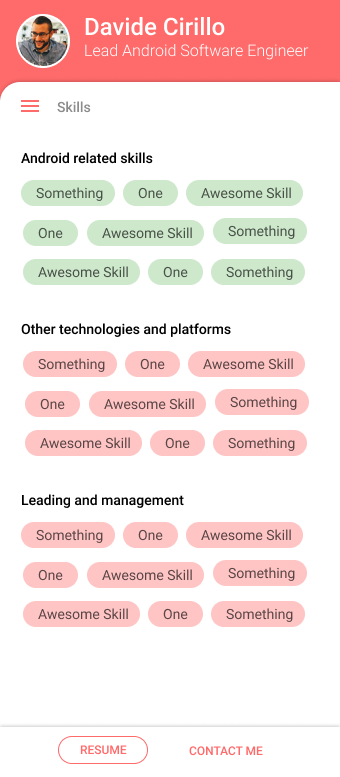 Davide Cirillo
Lead Android Software Engineer
Skills
Android related skills
Something One Awesome Skill
One Awesome Skill Something
Awesome Skill One Something
Other technologies and platforms
Something One Awesome Skill
One Awesome Skill Something
Awesome Skill One Something
Leading and management
Something One Awesome Skill
One Awesome Skill Something
Awesome Skill One Something
RESUME CONTACT ME